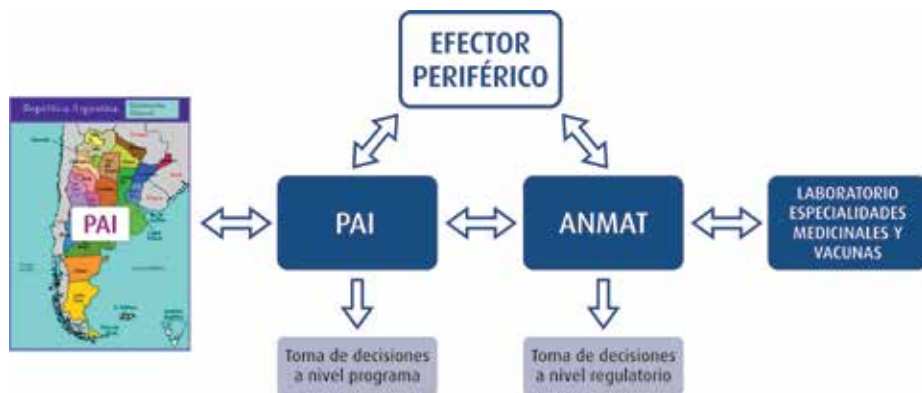 EFECTOR
PERIFÉRICO
República Argentina
PAI
PAI
ANMAT
LABORATORIO
ESPECIALIDADES
MEDICINALES Y
VACUNAS
Toma de decisiones
a nivel programa
Toma de decisiones
a nivel regulatorio